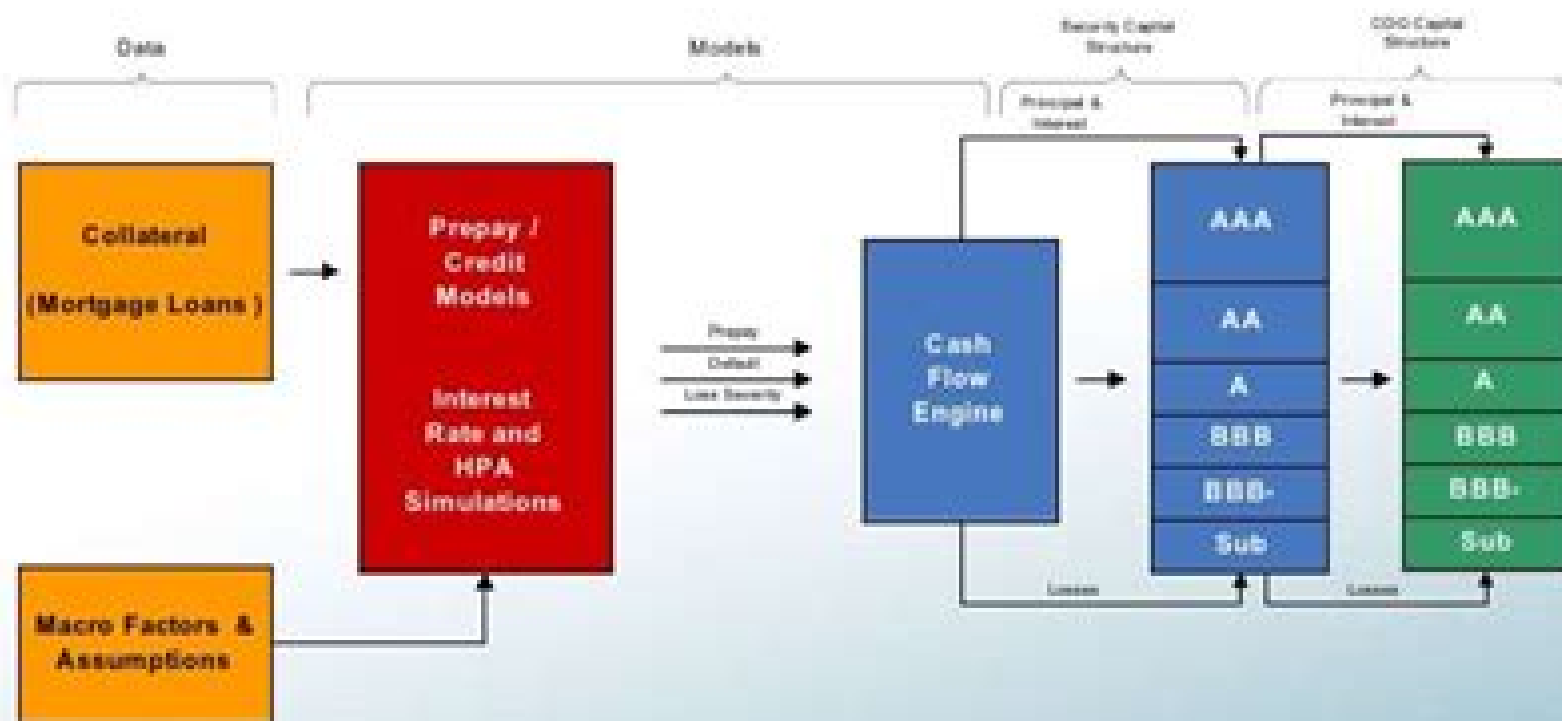 Data
Models
Security Capital
Structure
CDO Capital
Structure
Principal &
Interest
Principal &
Interest
Collateral
(Mortgage Loans )
Prepay /
Credit
Models
Interest
Rate and
HPA
Simulations
Prepay
Default
Loss Severity
Cash
Flow
Engine
AAA
AA
A
BBB
BBB-
Sub
AAA
AA
A
BBB
BBB-
Sub
Losses
Losses
Macro Factors &
Assumptions